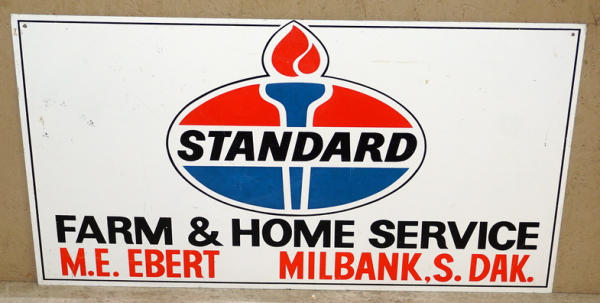 STANDARD
FARM & HOME SERVICE
M.E. EBERT MILBANK, S. DAK.